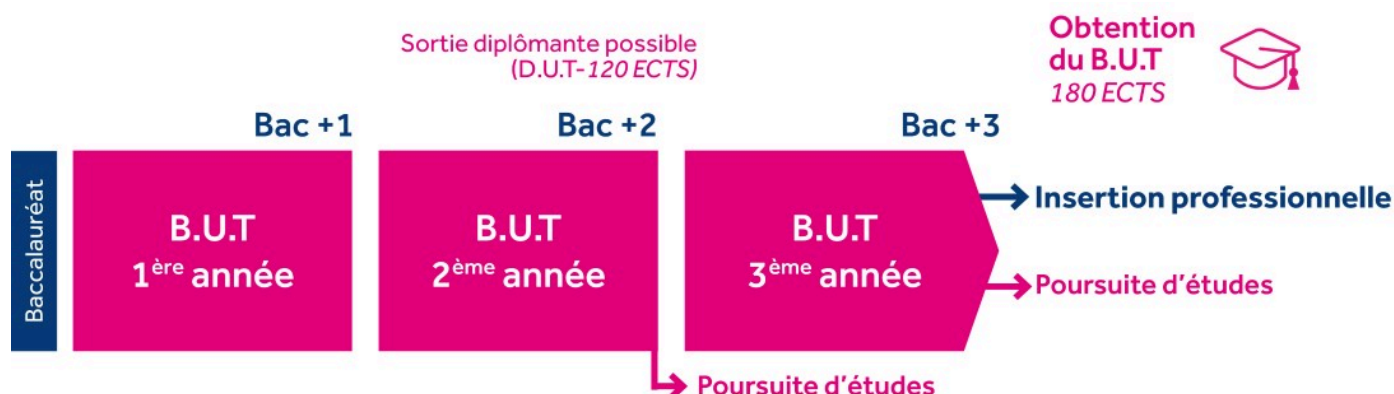 Sortie diplômante possible
(D.U.T-120 ECTS)
Obtention
du B.U.T
180 ECTS
Bac +1
Bac +2
Bac +3
Baccalauréat
B.U.T
1ère année
B.U.T
2ème année
B.U.T
3ème année
Insertion professionnelle
Poursuite d'études
Poursuite d'études